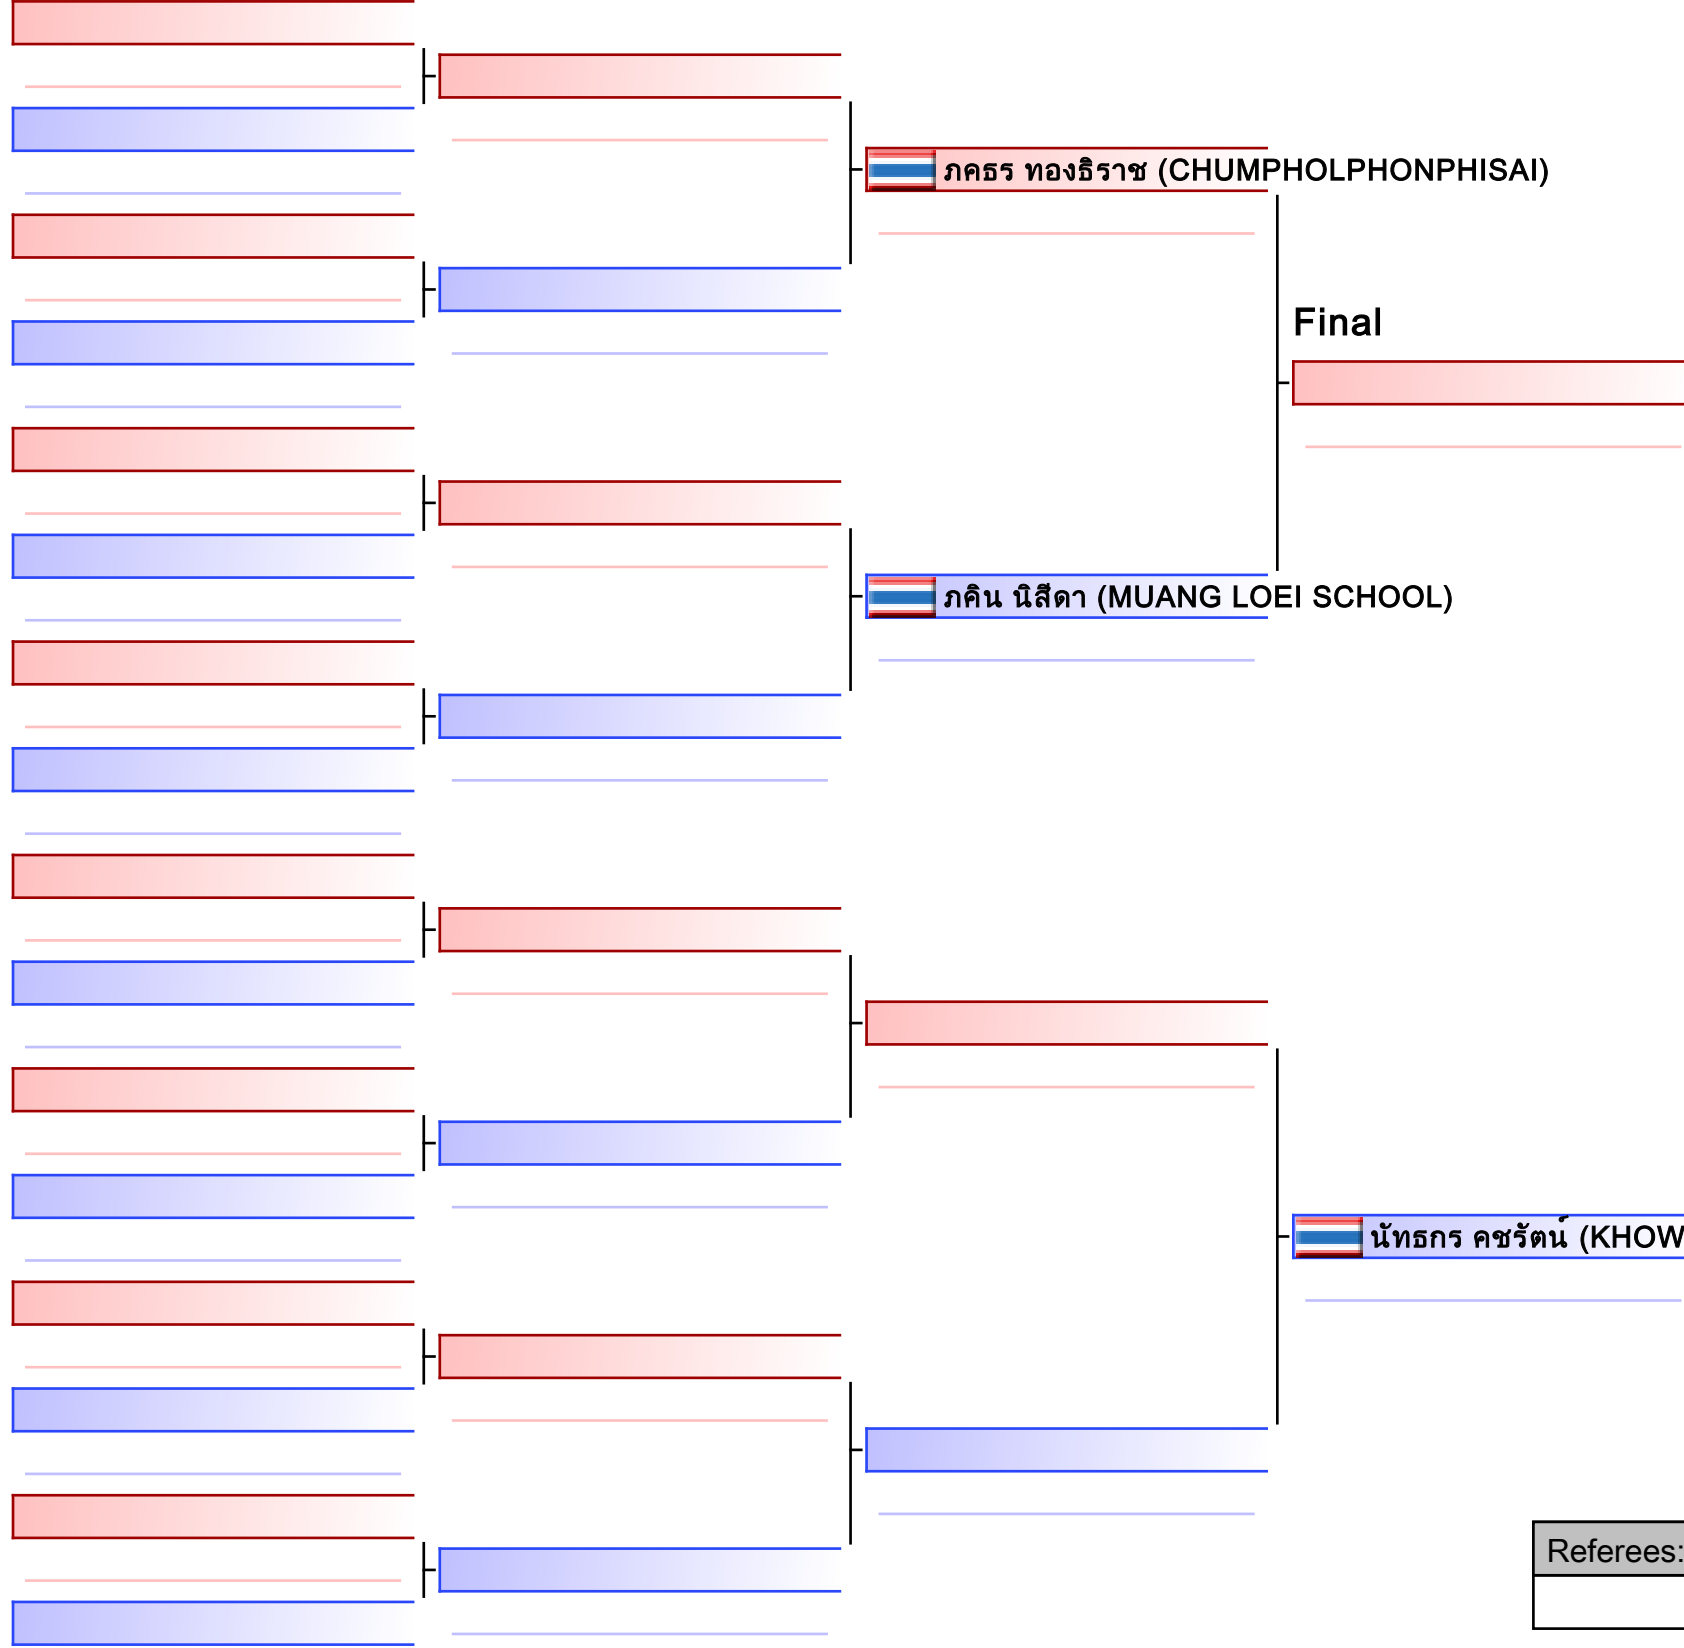 ภคธร ทองธิราช (CHUMPHOLPHONPHISAI)
Final
ภคิน นิสีดา (MUANG LOEI SCHOOL)
นัทธกร คชรัตน์ (KHOW
Referees: